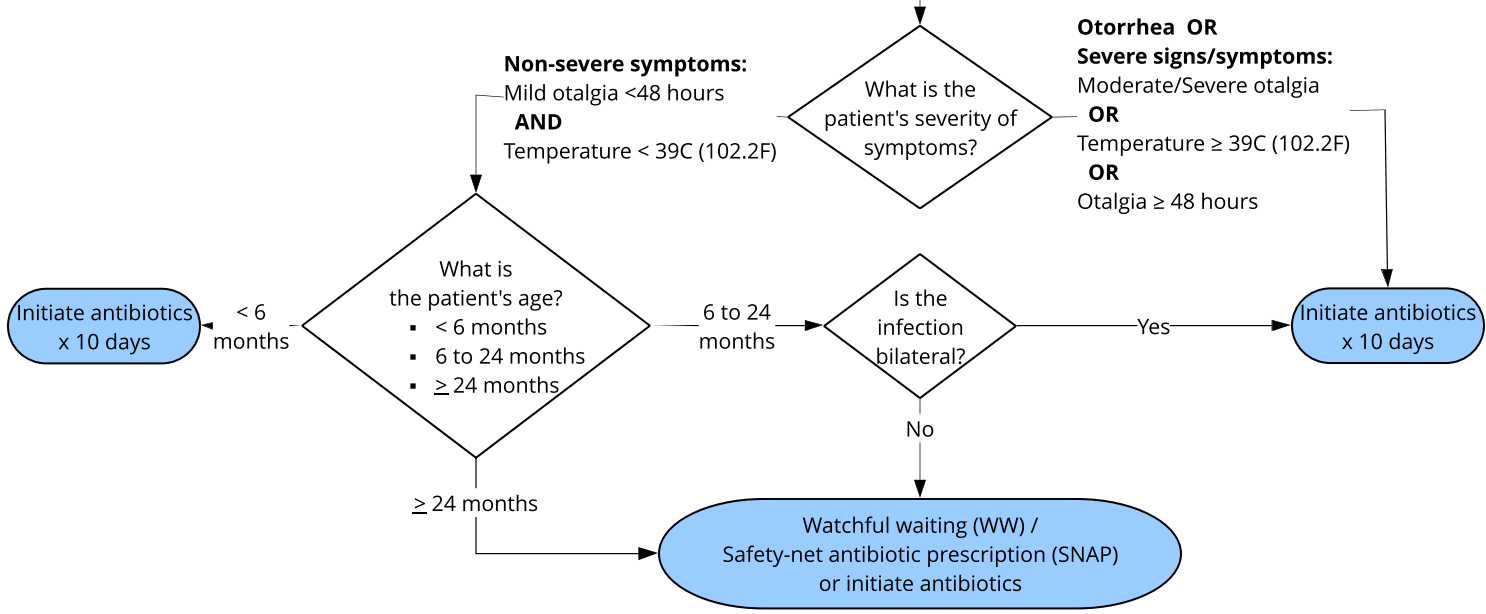 Non-severe symptoms:
Mild otalgia <48 hours
AND
Temperature < 39C (102.2F)
What is the
patient's severity of
symptoms?
Otorrhea OR
Severe signs/symptoms:
Moderate/Severe otalgia
OR
Temperature ≥ 39C (102.2F)
OR
Otalgia ≥ 48 hours
Initiate antibiotics
x 10 days
< 6
months
What is
the patient's age?
▪ < 6 months
▪ 6 to 24 months
▪ > 24 months
6 to 24
months
Is the
infection
bilateral?
Yes
Initiate antibiotics
x 10 days
No
> 24 months
Watchful waiting (WW) /
Safety-net antibiotic prescription (SNAP)
or initiate antibiotics